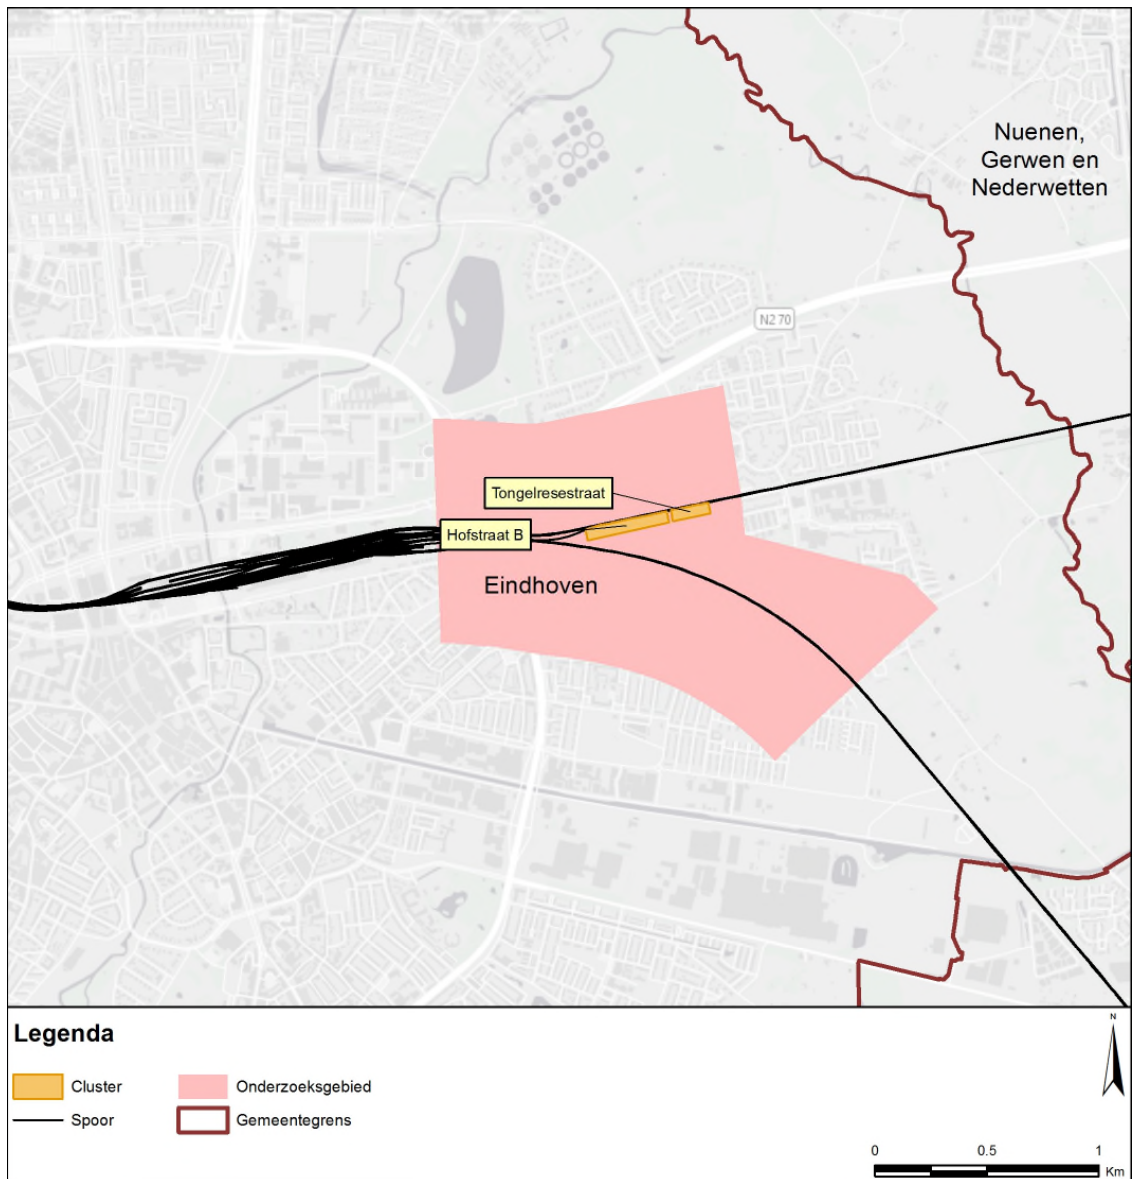 Nuenen,
Gerwen en
Nederwetten
N270
Tongelresestraat
Hofstraat B
Eindhoven
Legenda
N
Cluster
Onderzoeksgebied
Spoor
Gemeentegrens
0 0.5 1
Km